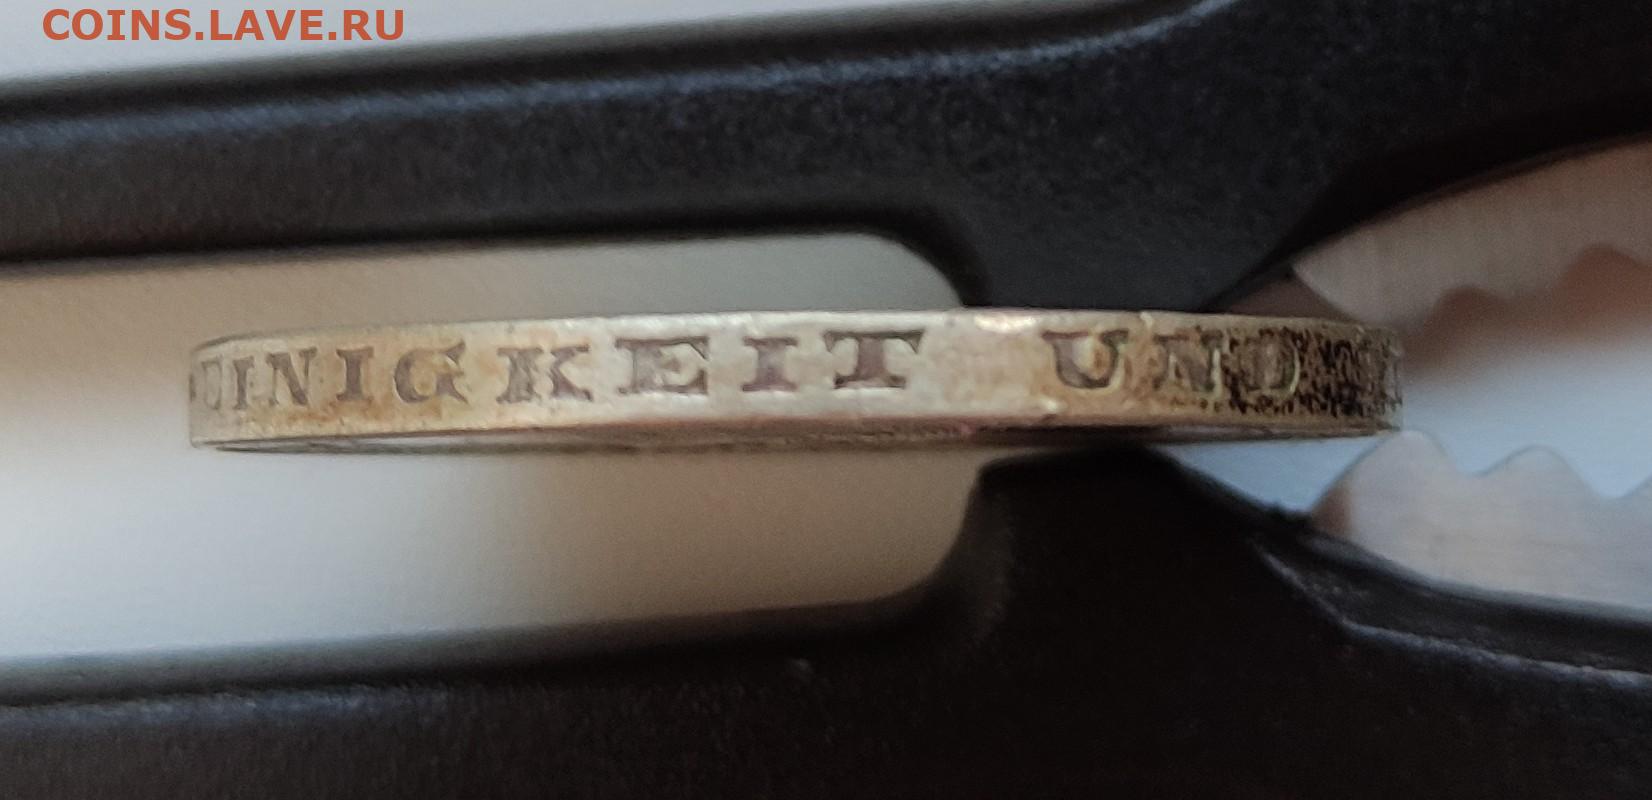 COINS.LAVE.RU
EINIGKEIT UND